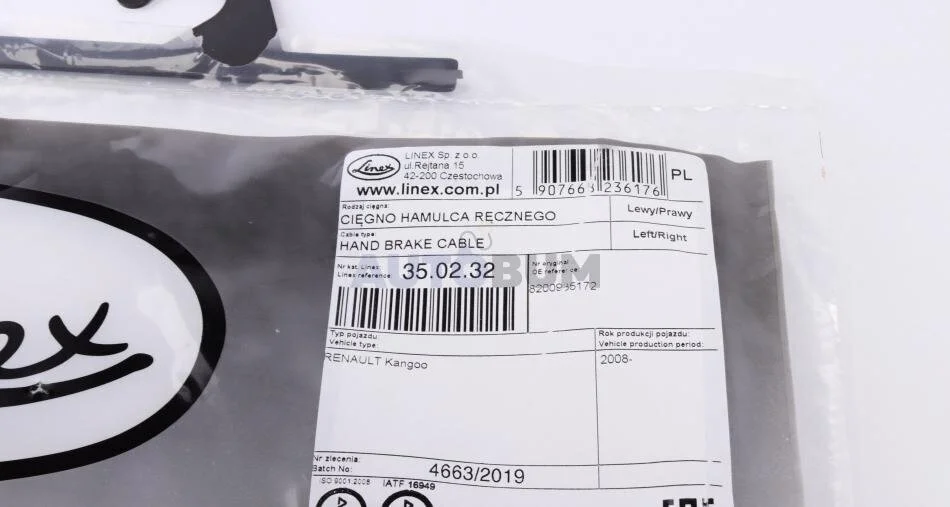 LINEX Sp. z o.o.
ul.Rejtana 15
42-200 Częstochowa
Linex
www.linex.com.pl
5 907668 236176
PL
Rodzaj cięgna:
CIĘGNO HAMULCA RĘCZNEGO
Lewy/Prawy
Cable type:
HAND BRAKE CABLE
Left/Right
Nr kat. Linex:
Linex reference:
35.02.32
Nr oryginał
OE reference:
8200935172
AUTOBUM
Typ pojazdu:
Vehicle type:
Rok produkcji pojazdu:
Vehicle production period:
RENAULT Kangoo
2008-
Nr zlecenia:
Batch No:
4663/2019
ISO 9001:2008 IATF 16949